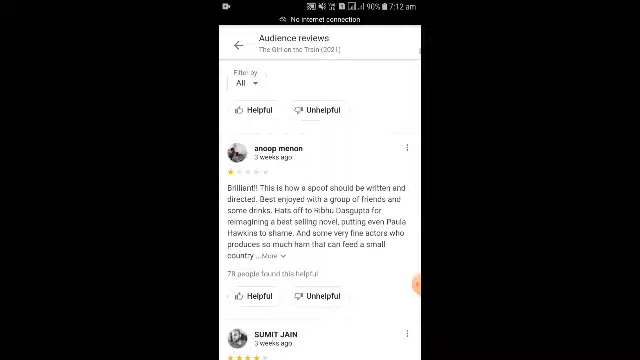 90% 7:12 am
No internet connection
Audience reviews
The Girl on the Train (2021)
Filter by
All
Helpful Unhelpful
anoop menon
3 weeks ago
Brilliant!! This is how a spoof should be written and
directed. Best enjoyed with a group of friends and
some drinks. Hats off to Ribhu Dasgupta for
reimagining a best selling novel, putting even Paula
Hawkins to shame. And some very fine actors who
produces so much ham that can feed a small
country ...More
78 people found this helpful
Helpful Unhelpful
SUMIT JAIN
3 weeks ago